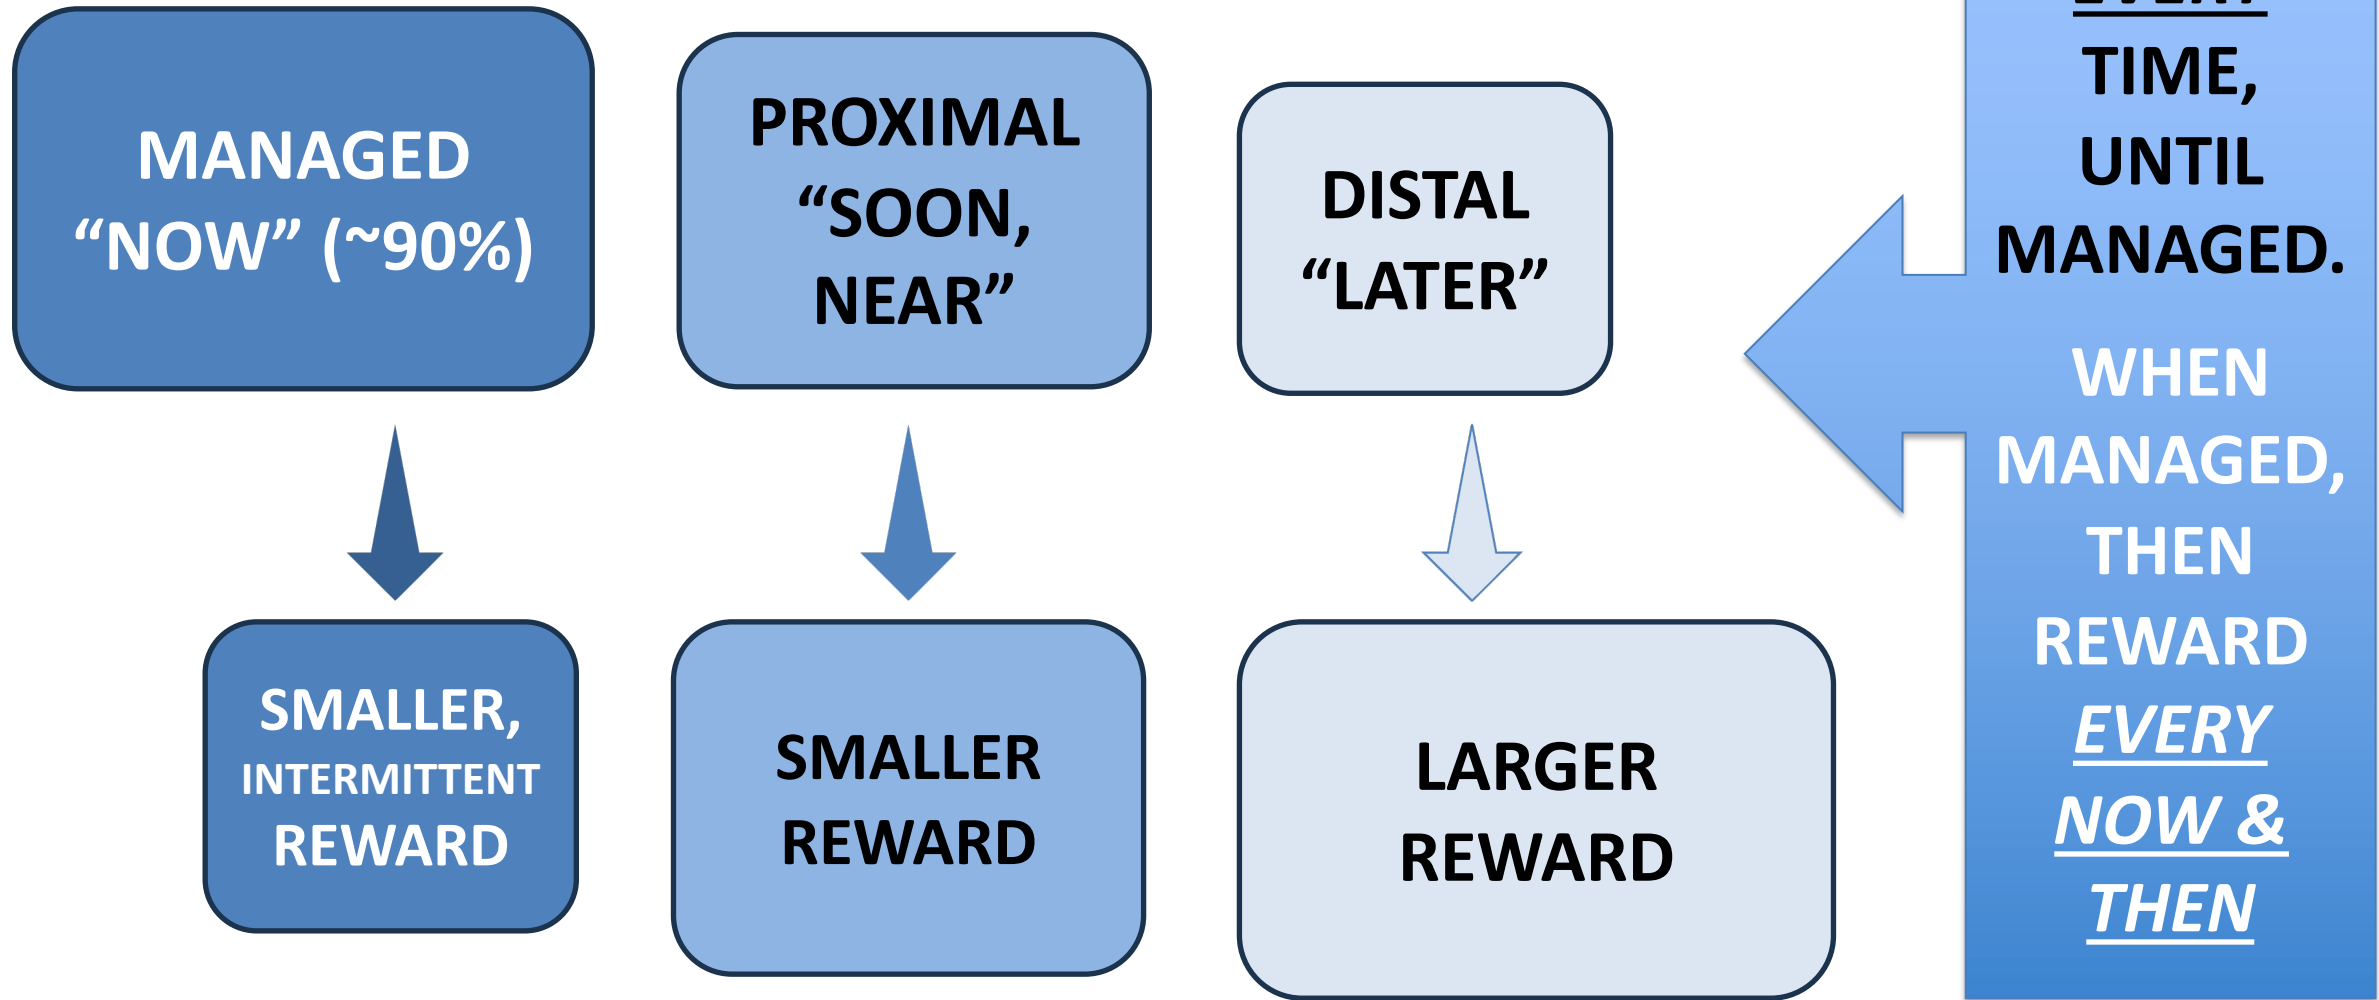 MANAGED
“NOW” (~90%)
PROXIMAL
“SOON,
NEAR”
DISTAL
“LATER”
SMALLER,
INTERMITTENT
REWARD
SMALLER
REWARD
LARGER
REWARD
EVERY
TIME,
UNTIL
MANAGED.
WHEN
MANAGED,
THEN
REWARD
EVERY
NOW &
THEN